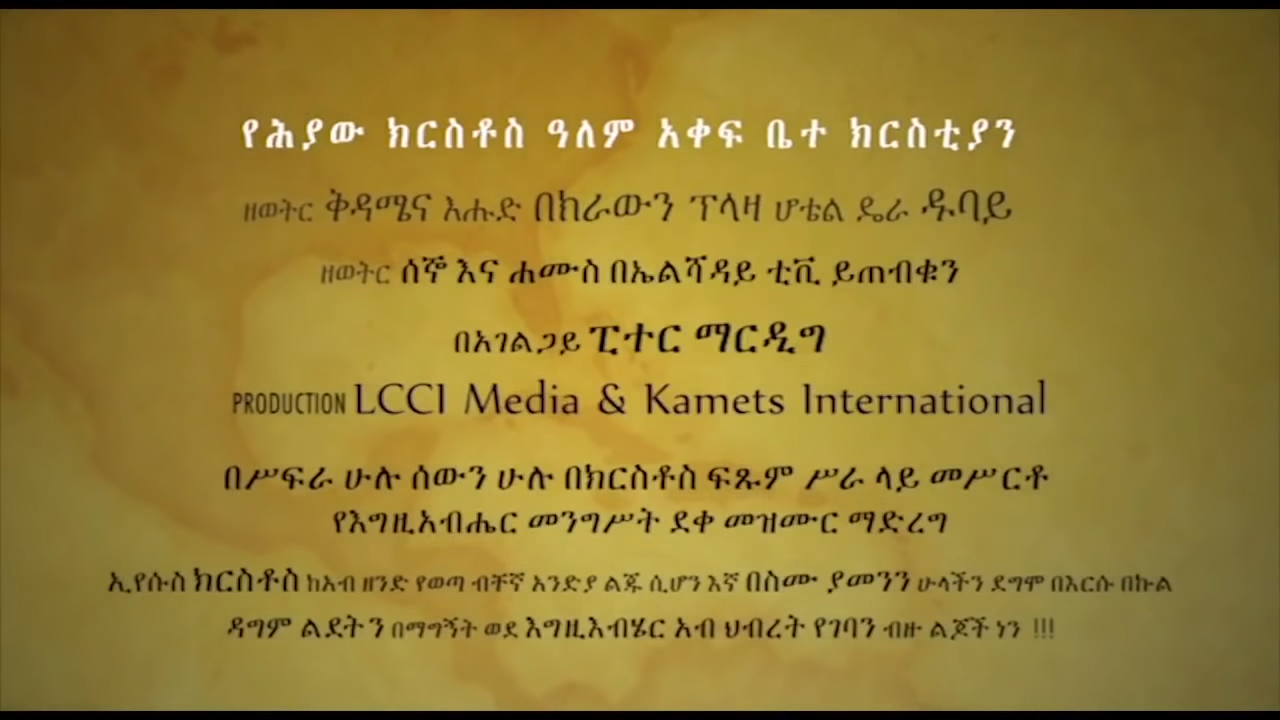 የሕያው ክርስቶስ ዓለም አቀፍ ቤተ ክርስቲያን
ዘወትር ቅዳሜና እሑድ በክራውን ፕላዛ ሆቴል ዴራ ዱባይ
ዘወትር ሰኞ እና ሐሙስ በኤልሻዳይ ቲቪ ይጠብቁን
በአገልጋይ ፒተር ማርዲግ
PRODUCTION LCCI Media & Kamets International
በሥፍራ ሁሉ ሰውን ሁሉ በክርስቶስ ፍጹም ሥራ ላይ መሥርቶ
የእግዚአብሔር መንግሥት ደቀ መዝሙር ማድረግ
ኢየሱስ ክርስቶስ ከአብ ዘንድ የወጣ ብቸኛ አንድያ ልጁ ሲሆን እኛ በስሙ ያመንን ሁላችን ደግሞ በእርሱ በኩል
ዳግም ልደትን በማግኝት ወደ እግዚእብሄር አብ ህብረት የገባን ብዙ ልጆች ነን !!!